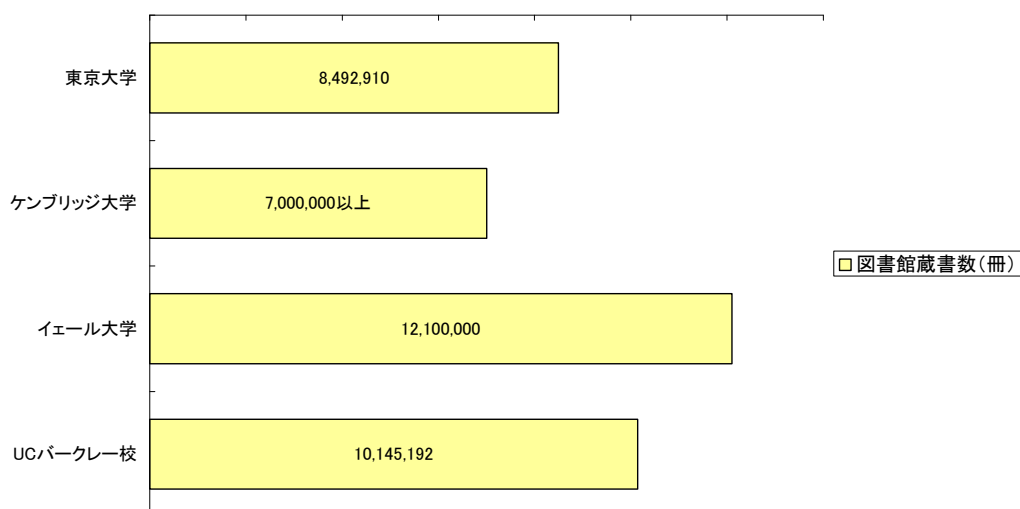 東京大学
8,492,910
ケンブリッジ大学
7,000,000以上
図書館蔵書数(冊)
イェール大学
12,100,000
UCバークレー校
10,145,192